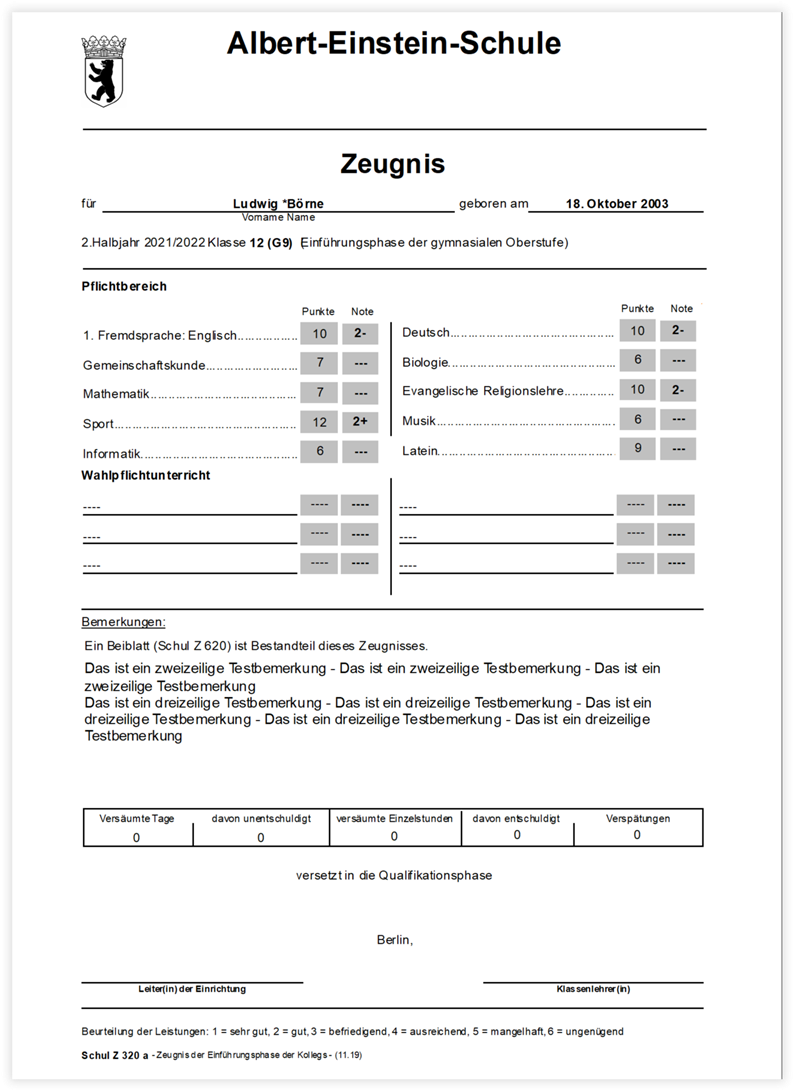 Albert-Einstein-Schule
Zeugnis
für Ludwig *Börne geboren am 18. Oktober 2003
Vorname Name
2.Halbjahr 2021/2022 Klasse 12 (G9) (Einführungsphase der gymnasialen Oberstufe)
Pflichtbereich
Punkte Note Punkte Note
1. Fremdsprache: Englisch................. 10 2- Deutsch.............................................. 10 2-
Gemeinschaftskunde......................... 7 --- Biologie............................................... 6 ---
Mathematik......................................... 7 --- Evangelische Religionslehre.............. 10 2-
Sport................................................... 12 2+ Musik.................................................. 6 ---
Informatik............................................ 6 --- Latein.................................................. 9 ---
Wahlpflichtunterricht
---- ---- ---- ---- ---- ----
---- ---- ---- ---- ---- ----
---- ---- ---- ---- ---- ----
Bemerkungen:
Ein Beiblatt (Schul Z 620) ist Bestandteil dieses Zeugnisses.
Das ist ein zweizeilige Testbemerkung - Das ist ein zweizeilige Testbemerkung - Das ist ein
zweizeilige Testbemerkung
Das ist ein dreizeilige Testbemerkung - Das ist ein dreizeilige Testbemerkung - Das ist ein
dreizeilige Testbemerkung - Das ist ein dreizeilige Testbemerkung - Das ist ein dreizeilige
Testbemerkung
Versäumte Tage davon unentschuldigt versäumte Einzelstunden davon entschuldigt Verspätungen
0 0 0 0 0
versetzt in die Qualifikationsphase
Berlin,
Leiter(in) der Einrichtung Klassenlehrer(in)
Beurteilung der Leistungen: 1 = sehr gut, 2 = gut, 3 = befriedigend, 4 = ausreichend, 5 = mangelhaft, 6 = ungenügend
Schul Z 320 a - Zeugnis der Einführungsphase der Kollegs - (11.19)